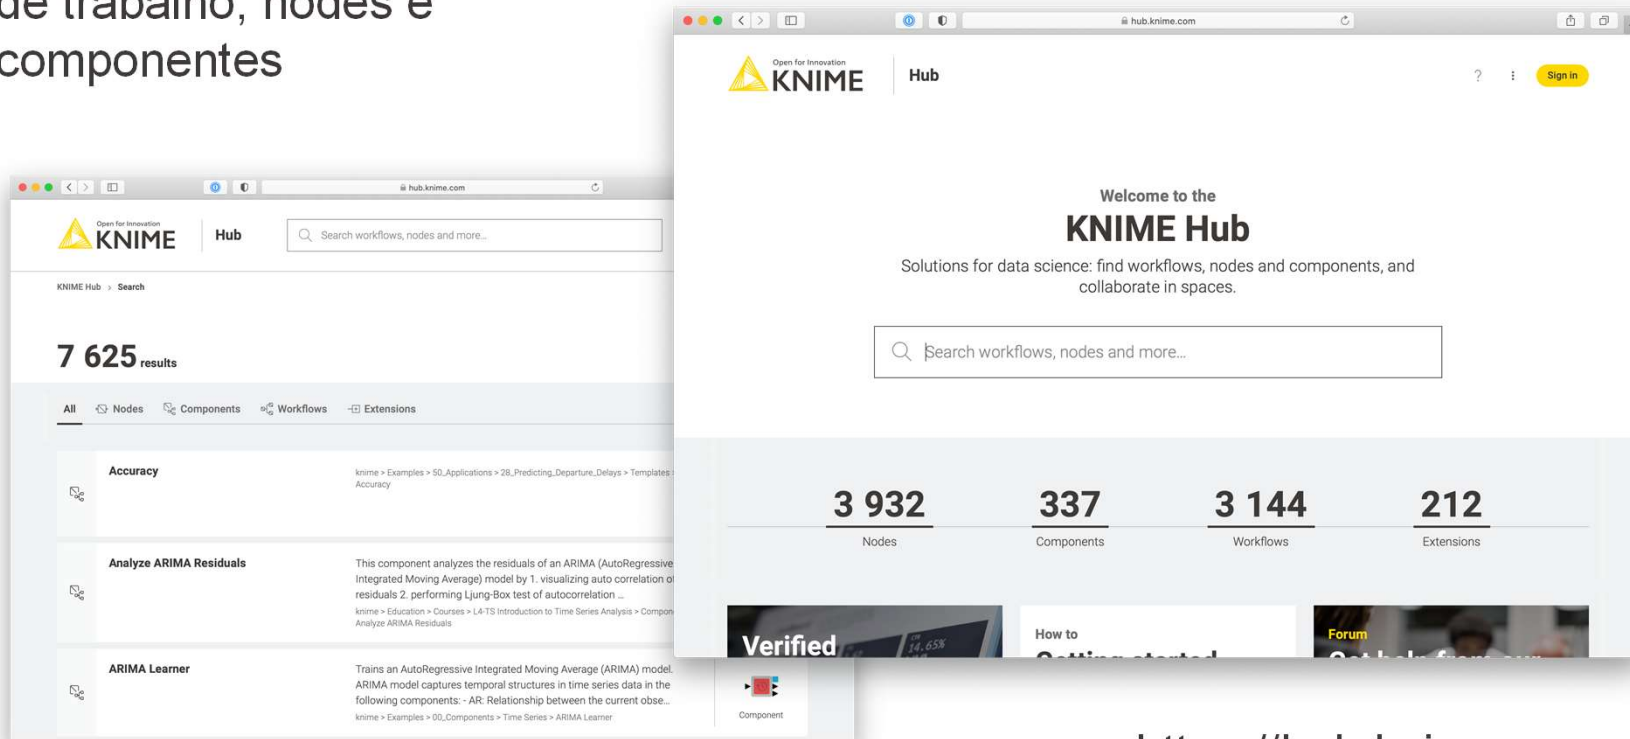 de trabalho, nodes e
componentes
hub.knime.com
Open for Innovation
KNIME
Hub
Search workflows, nodes and more...
KNIME Hub > Search
7 625 results
All Nodes Components Workflows Extensions
Accuracy
knime > Examples > 50_Applications > 28_Predicting_Departure_Delays > Templates >
Accuracy
Analyze ARIMA Residuals
This component analyzes the residuals of an ARIMA (AutoRegressive
Integrated Moving Average) model by 1. visualizing auto correlation of
residuals 2. performing Ljung-Box test of autocorrelation ...
knime > Education > Courses > L4-TS Introduction to Time Series Analysis >
Analyze ARIMA Residuals
ARIMA Learner
Trains an AutoRegressive Integrated Moving Average (ARIMA) model.
ARIMA model captures temporal structures in time series data in the
following components: - AR: Relationship between the current obse...
knime > Examples > 00_Components > Time Series > ARIMA Learner
Component
hub.knime.com
Open for Innovation
KNIME
Hub
? Sign in
Welcome to the
KNIME Hub
Solutions for data science: find workflows, nodes and components, and
collaborate in spaces.
Search workflows, nodes and more...
3 932 337 3 144 212
Nodes Components Workflows Extensions
Verified
14.65%
How to
Getting started
Forum
Get help from our